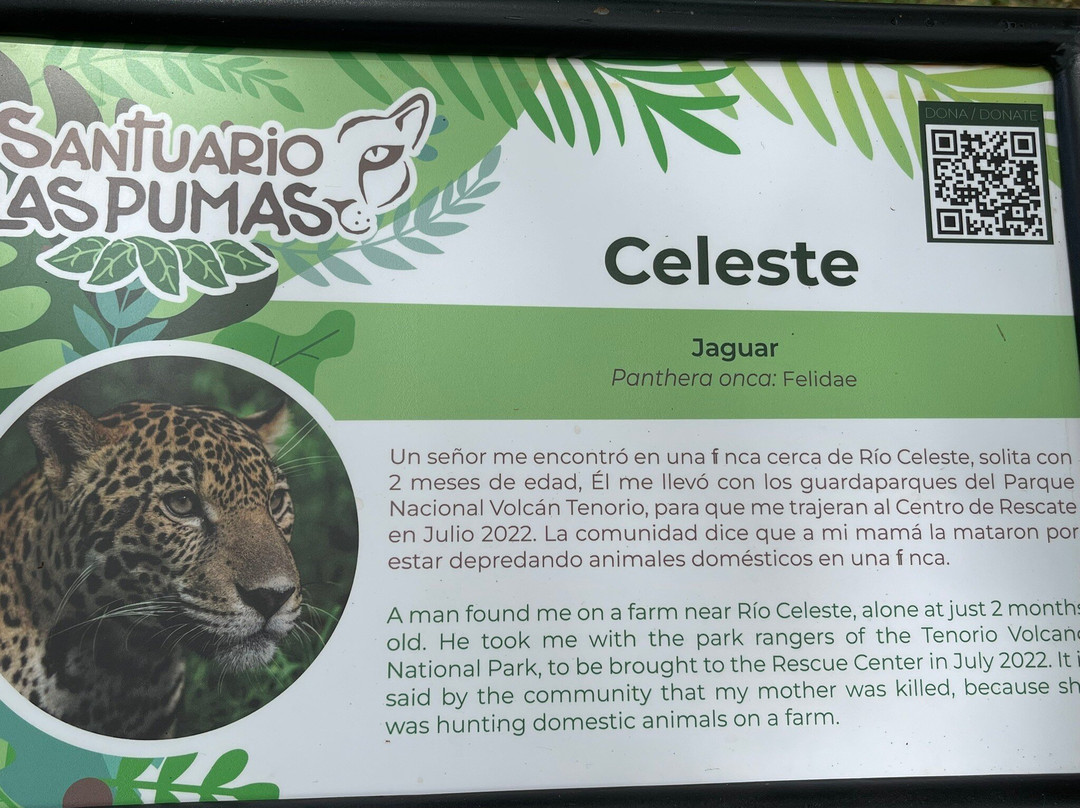 SANTUARIO
LAS PUMAS
DONA / DONATE
Celeste
Jaguar
Panthera onca: Felidae
Un señor me encontró en una f nca cerca de Río Celeste, solita con
2 meses de edad, Él me llevó con los guardaparques del Parque
Nacional Volcán Tenorio, para que me trajeran al Centro de Rescate
en Julio 2022. La comunidad dice que a mi mamá la mataron por
estar depredando animales domésticos en una f nca.
A man found me on a farm near Río Celeste, alone at just 2 months
old. He took me with the park rangers of the Tenorio Volcano
National Park, to be brought to the Rescue Center in July 2022. It i
said by the community that my mother was killed, because sh
was hunting domestic animals on a farm.